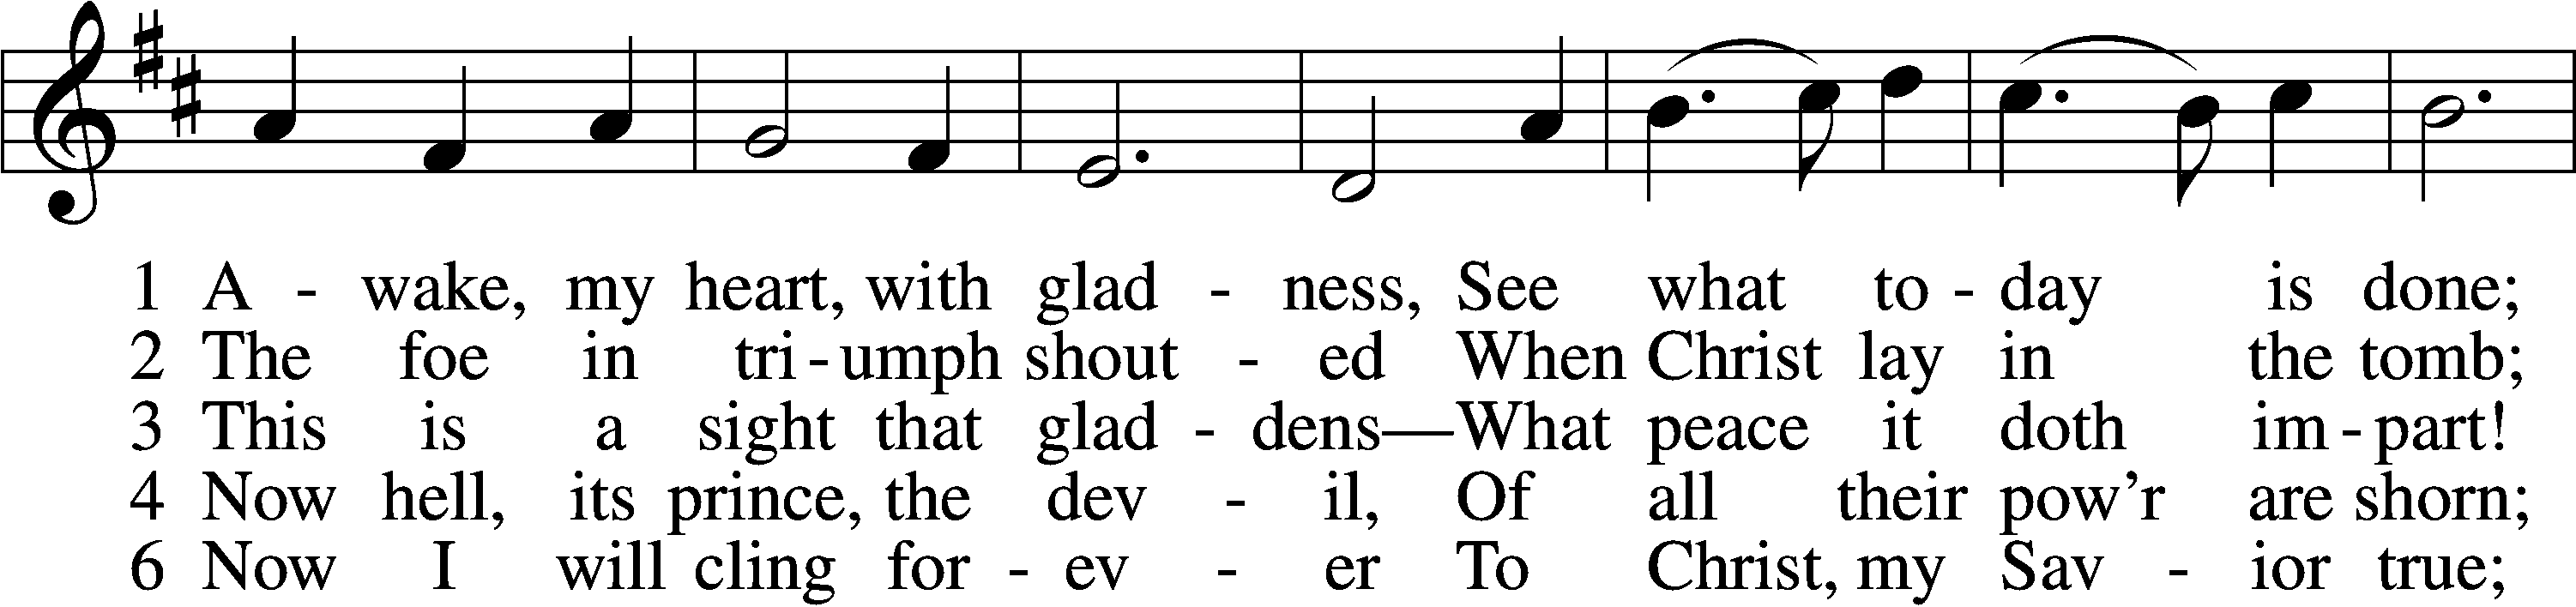 1 A - wake, my heart, with glad - ness, See what to - day is done;
2 The foe in tri - umph shout - ed When Christ lay in the tomb;
3 This is a sight that glad - dens—What peace it doth im - part!
4 Now hell, its prince, the dev - il, Of all their pow'r are shorn;
6 Now I will cling for - ev - er To Christ, my Sav - ior true;